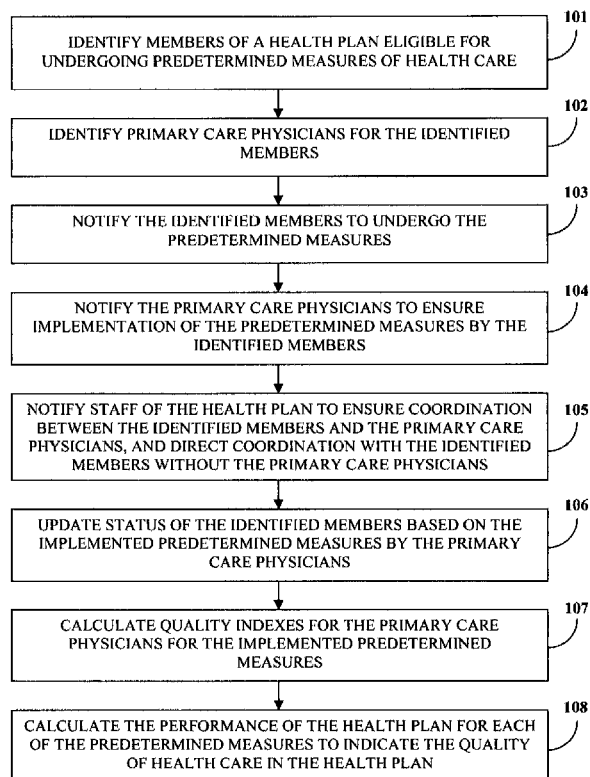 101
IDENTIFY MEMBERS OF A HEALTH PLAN ELIGIBLE FOR
UNDERGOING PREDETERMINED MEASURES OF HEALTH CARE
102
IDENTIFY PRIMARY CARE PHYSICIANS FOR THE IDENTIFIED
MEMBERS
103
NOTIFY THE IDENTIFIED MEMBERS TO UNDERGO THE
PREDETERMINED MEASURES
104
NOTIFY THE PRIMARY CARE PHYSICIANS TO ENSURE
IMPLEMENTATION OF THE PREDETERMINED MEASURES BY THE
IDENTIFIED MEMBERS
105
NOTIFY STAFF OF THE HEALTH PLAN TO ENSURE COORDINATION
BETWEEN THE IDENTIFIED MEMBERS AND THE PRIMARY CARE
PHYSICIANS, AND DIRECT COORDINATION WITH THE IDENTIFIED
MEMBERS WITHOUT THE PRIMARY CARE PHYSICIANS
106
UPDATE STATUS OF THE IDENTIFIED MEMBERS BASED ON THE
IMPLEMENTED PREDETERMINED MEASURES BY THE PRIMARY
CARE PHYSICIANS
107
CALCULATE QUALITY INDEXES FOR THE PRIMARY CARE
PHYSICIANS FOR THE IMPLEMENTED PREDETERMINED
MEASURES
108
CALCULATE THE PERFORMANCE OF THE HEALTH PLAN FOR EACH
OF THE PREDETERMINED MEASURES TO INDICATE THE QUALITY
OF HEALTH CARE IN THE HEALTH PLAN